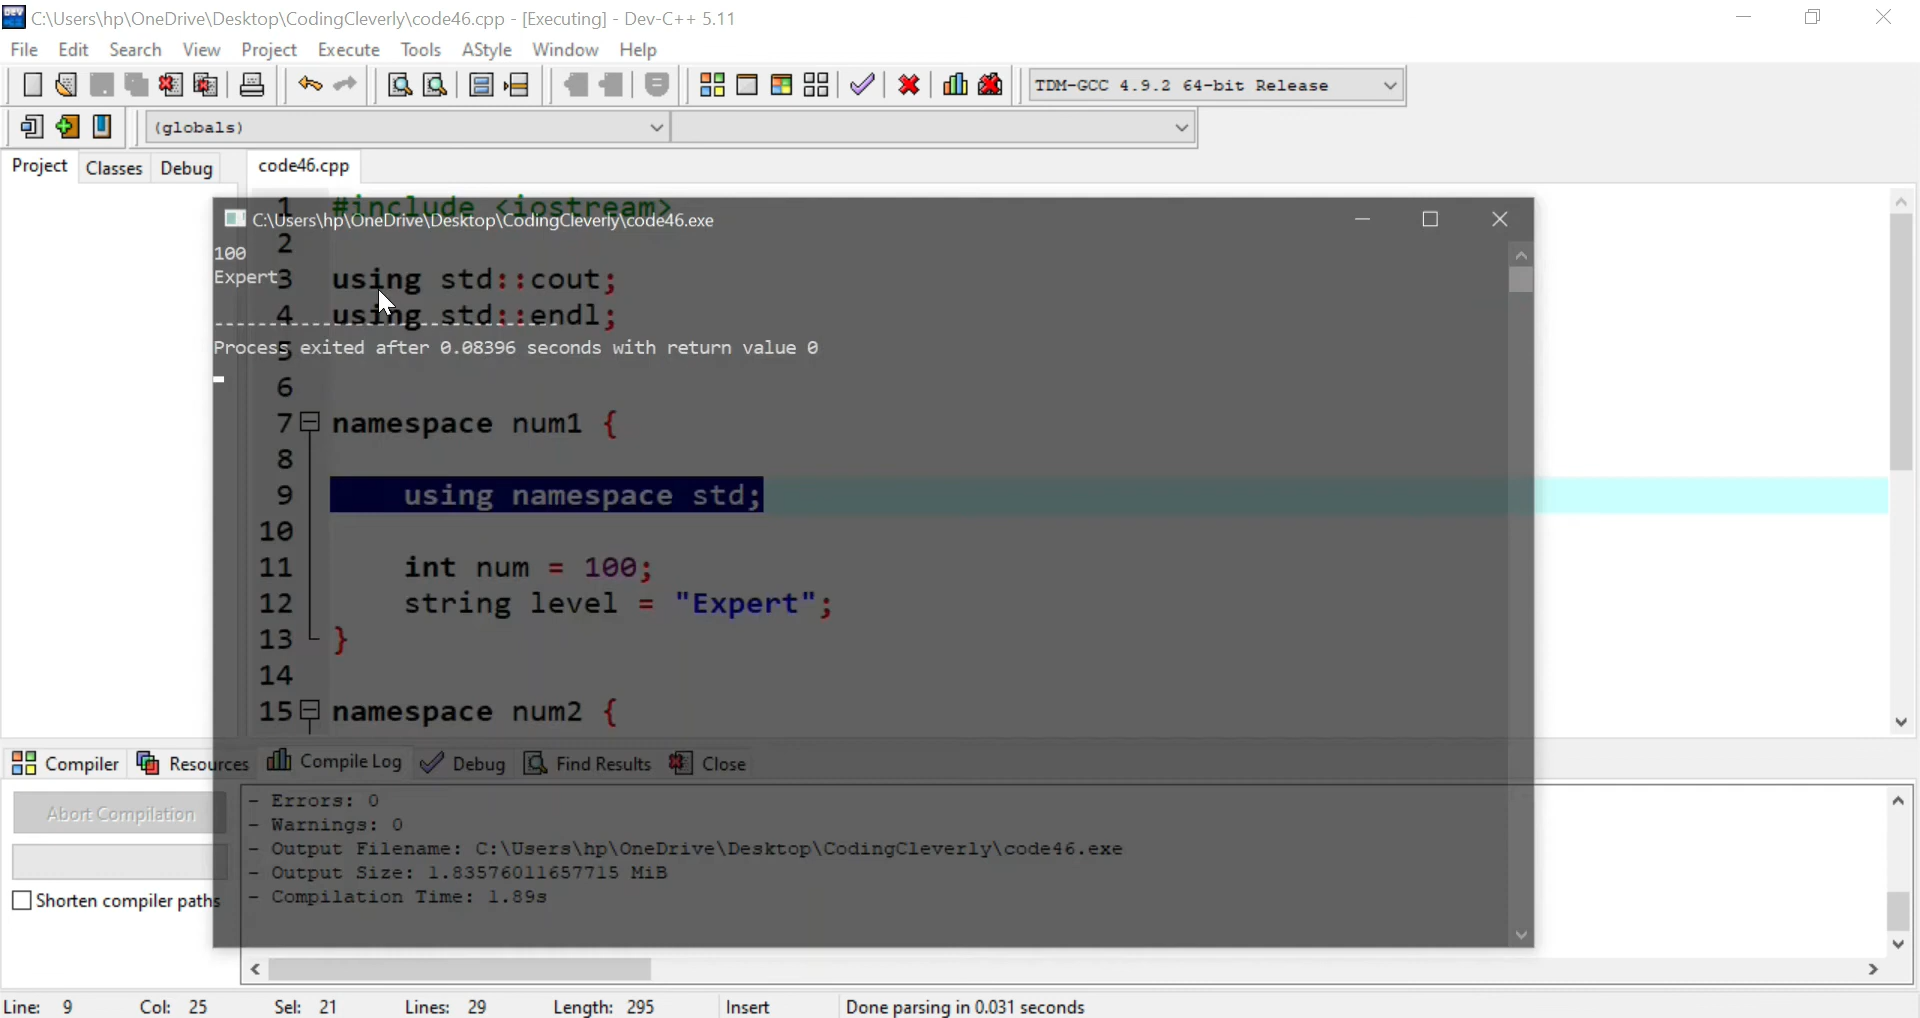 C:\Users\hp\OneDrive\Desktop\CodingCleverly\code46.cpp - [Executing] - Dev-C++ 5.11
File Edit Search View Project Execute Tools AStyle Window Help
TDM-GCC 4.9.2 64-bit Release
(globals)
Project Classes Debug code46.cpp
1 #include <iostream>
C:\Users\hp\OneDrive\Desktop\CodingCleverly\code46.exe
2
100
Expert
3 using std::cout;
4 using std::endl;
--------------------------------
5
Process exited after 0.08396 seconds with return value 0
6
7 namespace num1 {
8
9 using namespace std;
10
11 int num = 100;
12 string level = "Expert";
13 }
14
15 namespace num2 {
Compiler Resources Compile Log Debug Find Results Close
Abort Compilation
Shorten compiler paths
- Errors: 0
- Warnings: 0
- Output Filename: C:\Users\hp\OneDrive\Desktop\CodingCleverly\code46.exe
- Output Size: 1.83576011657715 MiB
- Compilation Time: 1.89s
Line: 9 Col: 25 Sel: 21 Lines: 29 Length: 295 Insert Done parsing in 0.031 seconds